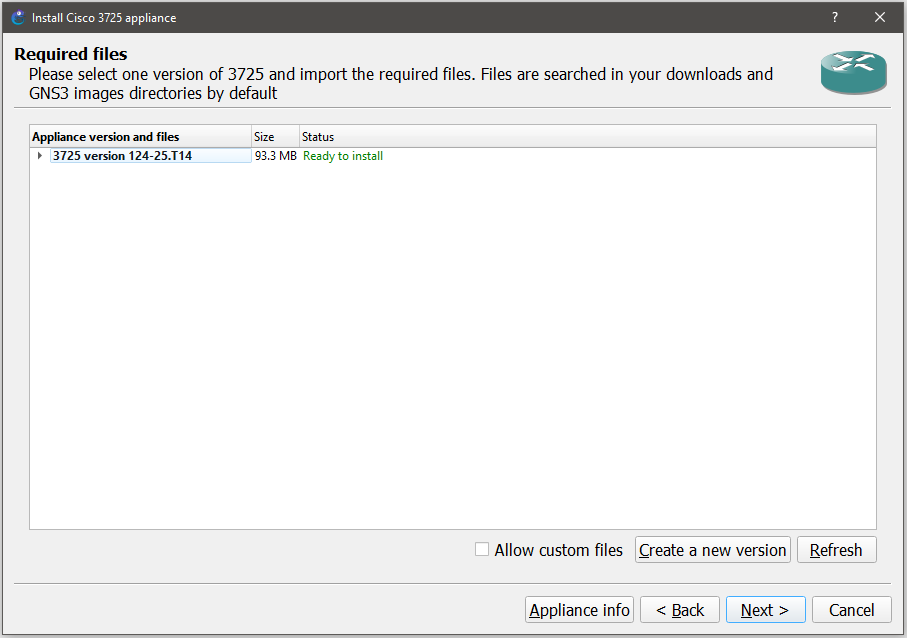 Install Cisco 3725 appliance
?
Required files
Please select one version of 3725 and import the required files. Files are searched in your downloads and
GNS3 images directories by default
Appliance version and files Size Status
3725 version 124-25.T14 93.3 MB Ready to install
Allow custom files Create a new version Refresh
Appliance info < Back Next > Cancel